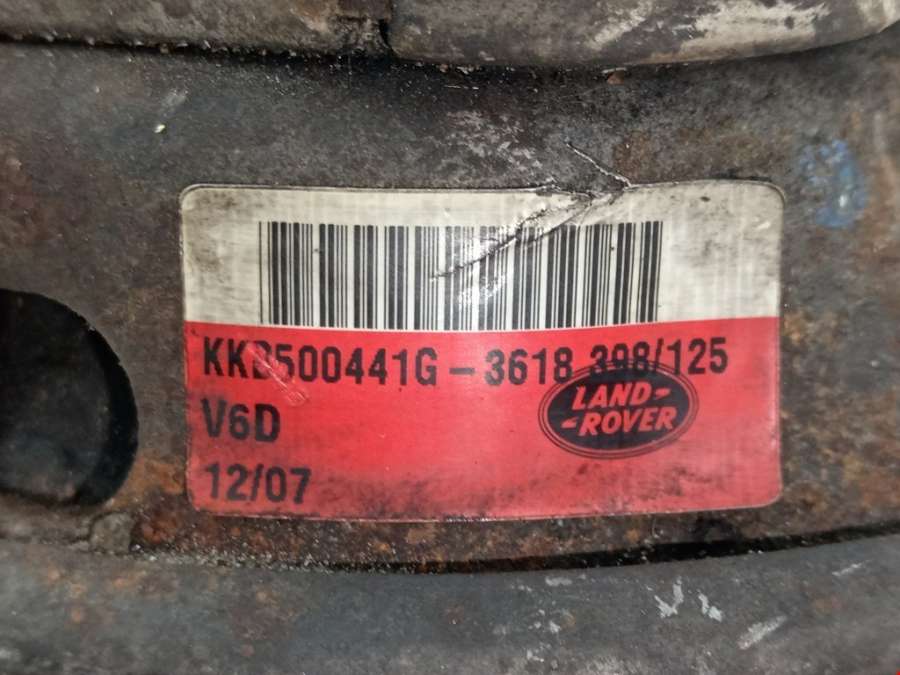 KKB500441G - 3618 398/125
V6D
LAND-
-ROVER
12/07